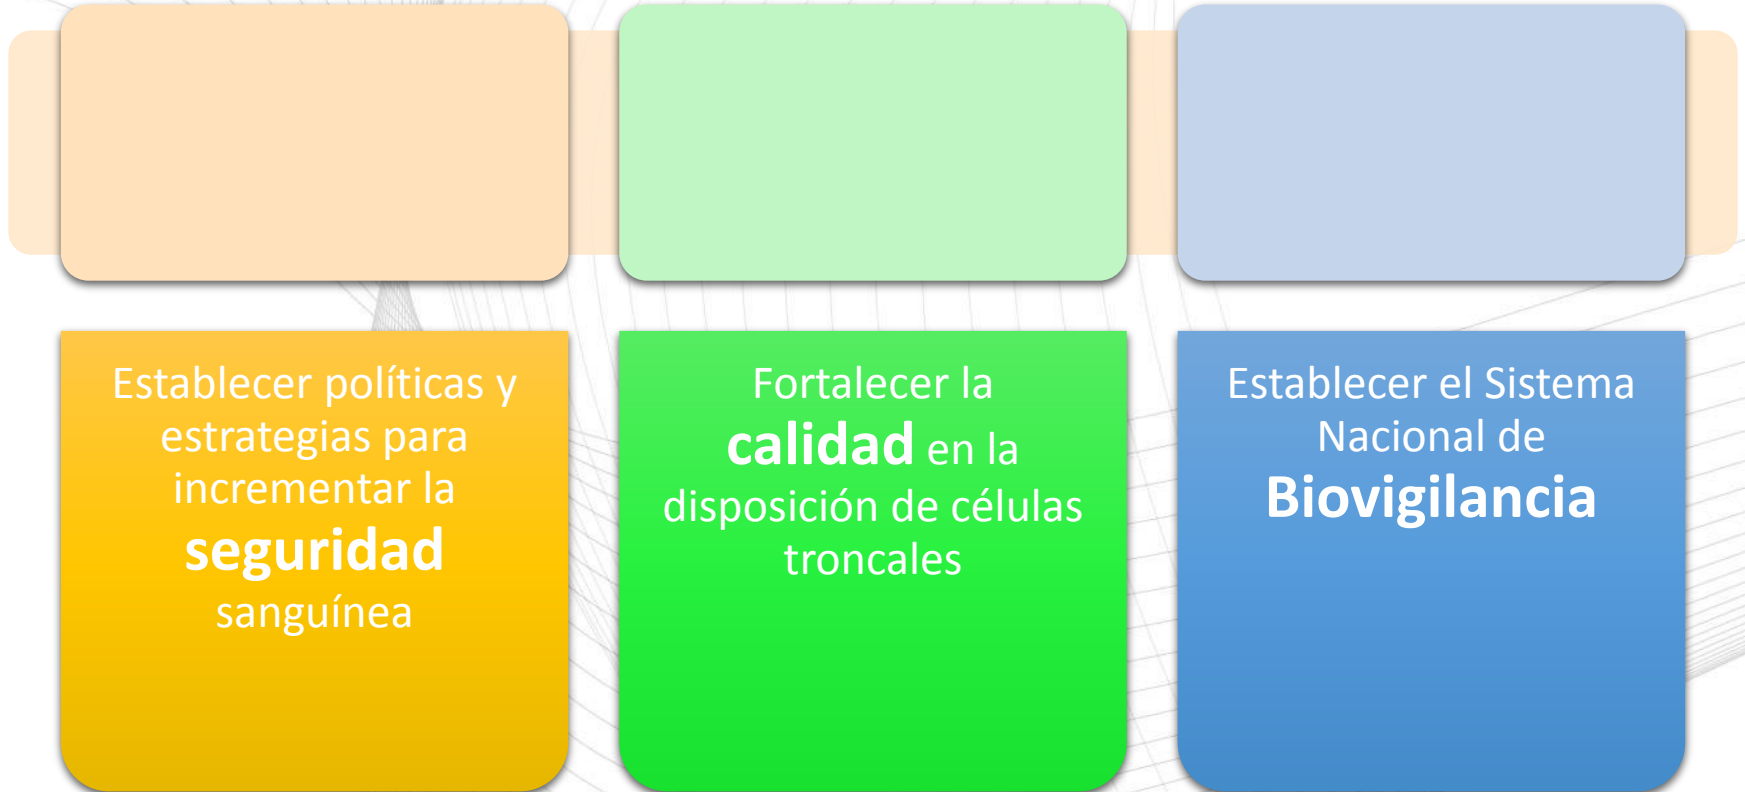 Establecer políticas y
estrategias para
incrementar la
seguridad
sanguínea
Fortalecer la
calidad en la
disposición de células
troncales
Establecer el Sistema
Nacional de
Biovigilancia